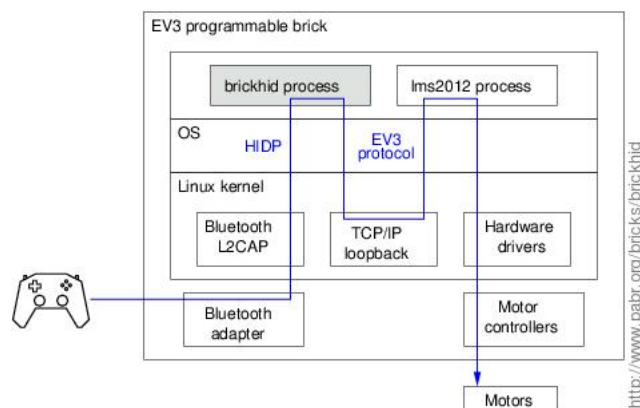 EV3 programmable brick
brickhid process
lms2012 process
OS
HIDP
EV3
protocol
Linux kernel
Bluetooth
L2CAP
TCP/IP
loopback
Hardware
drivers
Bluetooth
adapter
Motor
controllers
Motors
http://www.pabr.org/bricks/brickhid